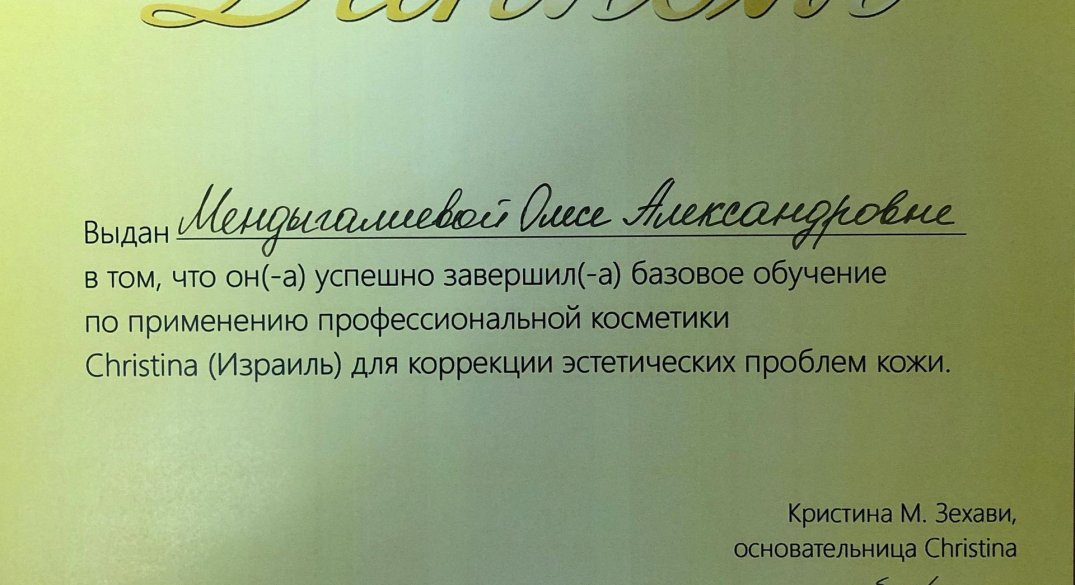 Диплом
Выдан Мендыгалиевой Олесе Александровне
в том, что он(-а) успешно завершил(-а) базовое обучение
по применению профессиональной косметики
Christina (Израиль) для коррекции эстетических проблем кожи.
Кристина М. Зехави,
основательница Christina